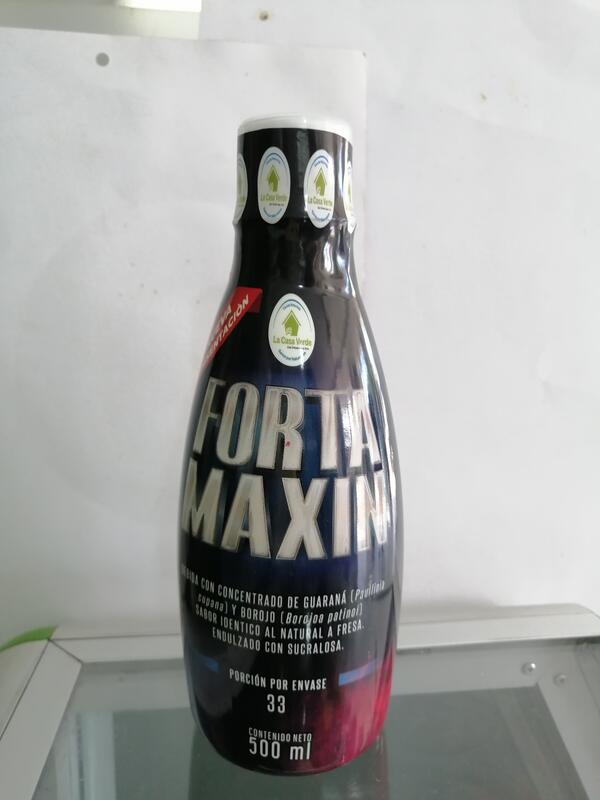 La Casa Verde
La Casa Verde
La Casa Verde
FORTA
MAXIN
CON CONCENTRADO DE GUARANÁ (Paullinia
cupana) Y BOROJO (Borojoa patinoi)
SABOR IDENTICO AL NATURAL A FRESA.
ENDULZADO CON SUCRALOSA.
PORCIÓN POR ENVASE
33
CONTENIDO NETO
500 ml